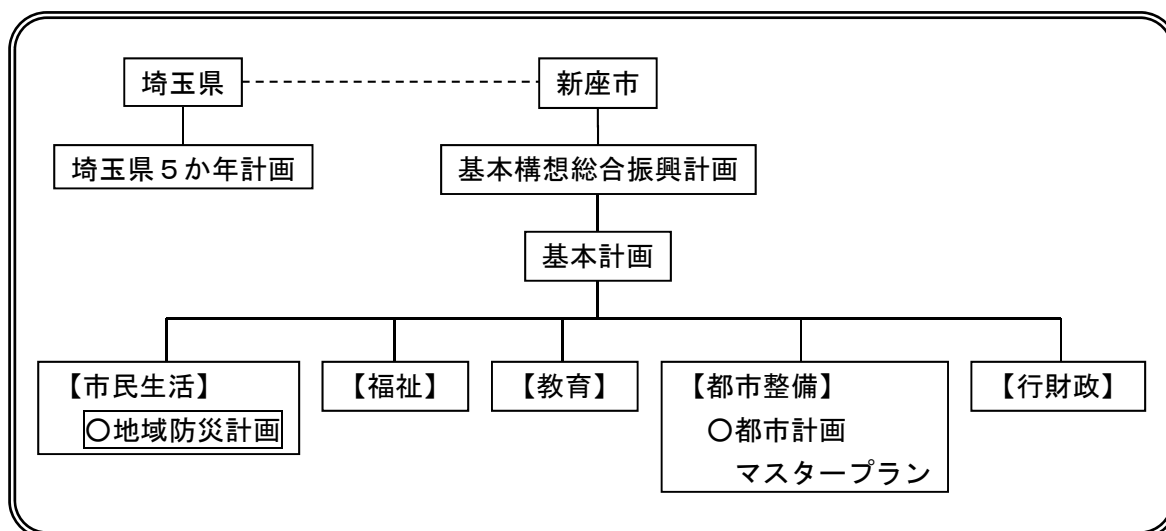 埼玉県
新座市
埼玉県５か年計画
基本構想総合振興計画
基本計画
【市民生活】
○地域防災計画
【福祉】
【教育】
【都市整備】
○都市計画
マスタープラン
【行財政】